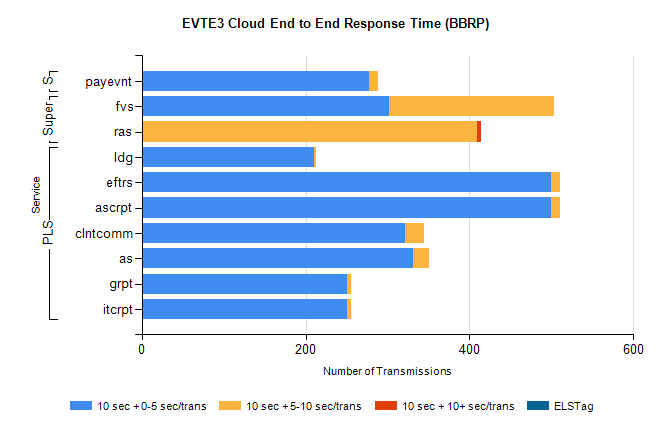 EVTE3 Cloud End to End Response Time (BBRP)
S
payevnt
Super
fvs
ras
ldg
Service
eftrs
PLS
ascrpt
clntcomm
as
grpt
itcrpt
0 200 400 600
Number of Transmissions
10 sec +0-5 sec/trans 10 sec +5-10 sec/trans 10 sec + 10+ sec/trans ELSTag